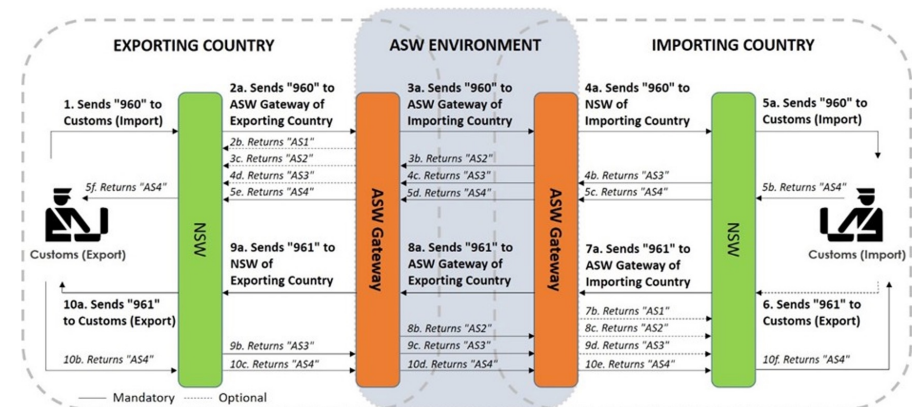 EXPORTING COUNTRY
ASW ENVIRONMENT
IMPORTING COUNTRY
1. Sends "960" to
Customs (Import)
2a. Sends "960" to
ASW Gateway of
Exporting Country
3a. Sends "960" to
ASW Gateway of
Importing Country
4a. Sends "960" to
NSW of
Importing Country
5a. Sends "960" to
Customs (Import)
2b. Returns "AS1"
3c. Returns "AS2"
4d. Returns "AS3"
5e. Returns "AS4"
3b. Returns "AS2"
4c. Returns "AS3"
5d. Returns "AS4"
4b. Returns "AS3"
5c. Returns "AS4"
5b. Returns "AS4"
5f. Returns "AS4"
Customs (Export)
NSW
ASW Gateway
ASW Gateway
NSW
Customs (Import)
9a. Sends "961" to
NSW of
Exporting Country
8a. Sends "961" to
ASW Gateway of
Exporting Country
7a. Sends "961" to
ASW Gateway of
Importing Country
10a. Sends "961"
to Customs (Export)
6. Sends "961" to
Customs (Export)
7b. Returns "AS1"
8b. Returns "AS2"
8c. Returns "AS2"
9b. Returns "AS3"
9c. Returns "AS3"
9d. Returns "AS3"
10b. Returns "AS4"
10c. Returns "AS4"
10d. Returns "AS4"
10e. Returns "AS4"
10f. Returns "AS4"
Mandatory
Optional